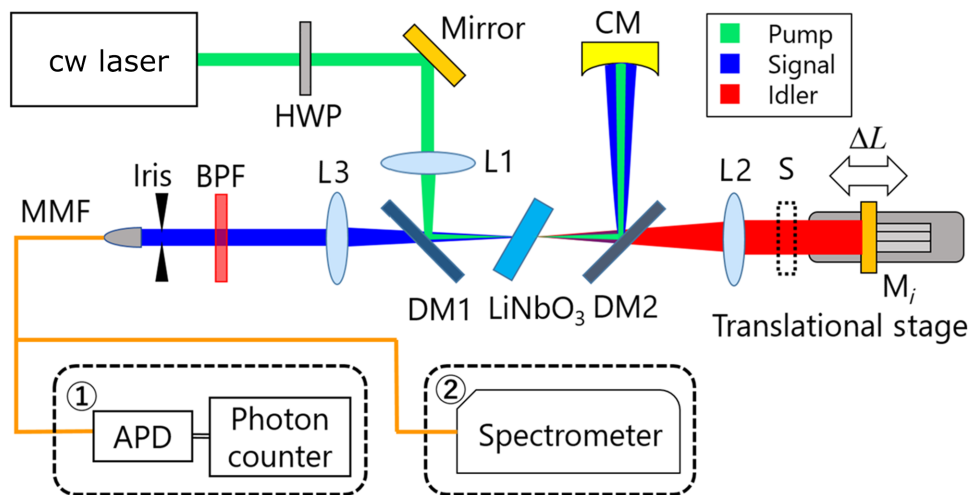 cw laser
HWP
Mirror
CM
Pump
Signal
Idler
L1
MMF
Iris
BPF
L3
L2
S
ΔL
DM1
LiNbO₃
DM2
Mᵢ
Translational stage
①
APD
Photon
counter
②
Spectrometer